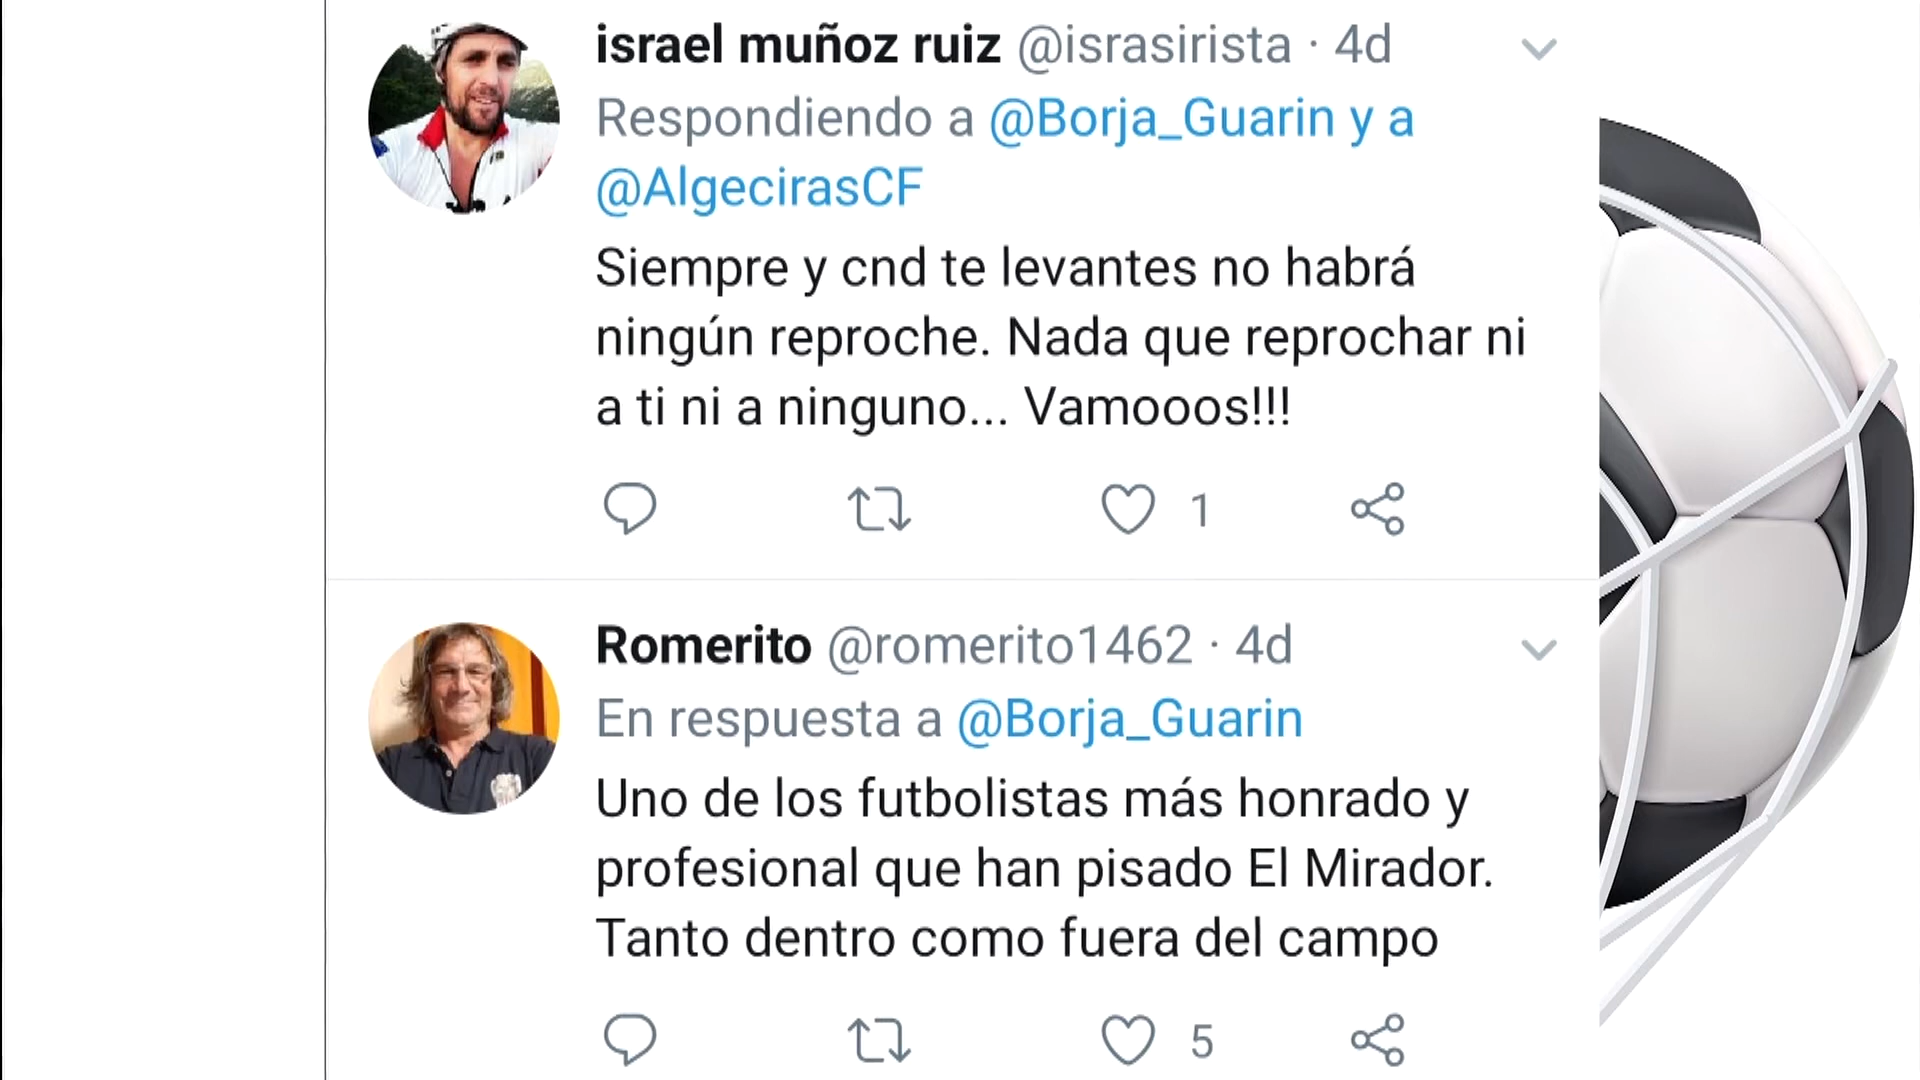 israel muñoz ruiz @israsirista · 4d
Respondiendo a @Borja_Guarin y a
@AlgecirasCF
Siempre y cnd te levantes no habrá
ningún reproche. Nada que reprochar ni
a ti ni a ninguno... Vamooos!!!
1
Romerito @romerito1462 · 4d
En respuesta a @Borja_Guarin
Uno de los futbolistas más honrado y
profesional que han pisado El Mirador.
Tanto dentro como fuera del campo
5